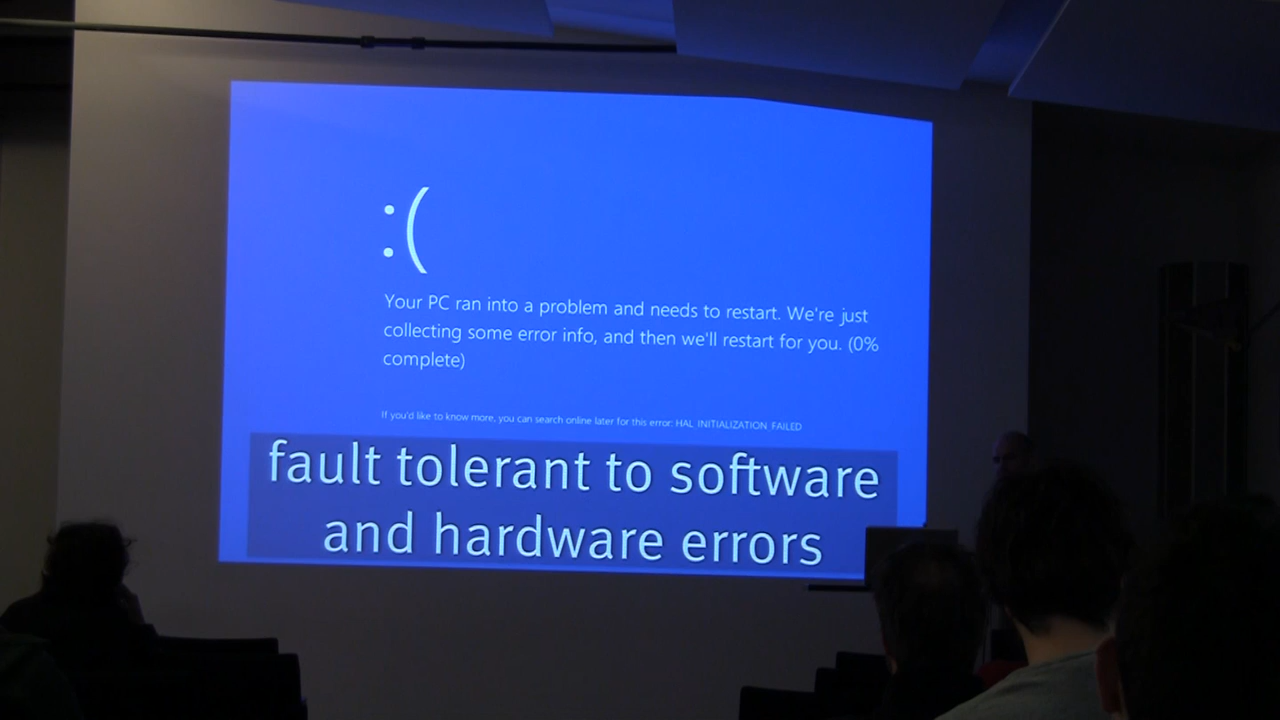 :(
Your PC ran into a problem and needs to restart. We're just
collecting some error info, and then we'll restart for you. (0%
complete)
If you'd like to know more, you can search online later for this error: HAL INITIALIZATION FAILED
fault tolerant to software
and hardware errors